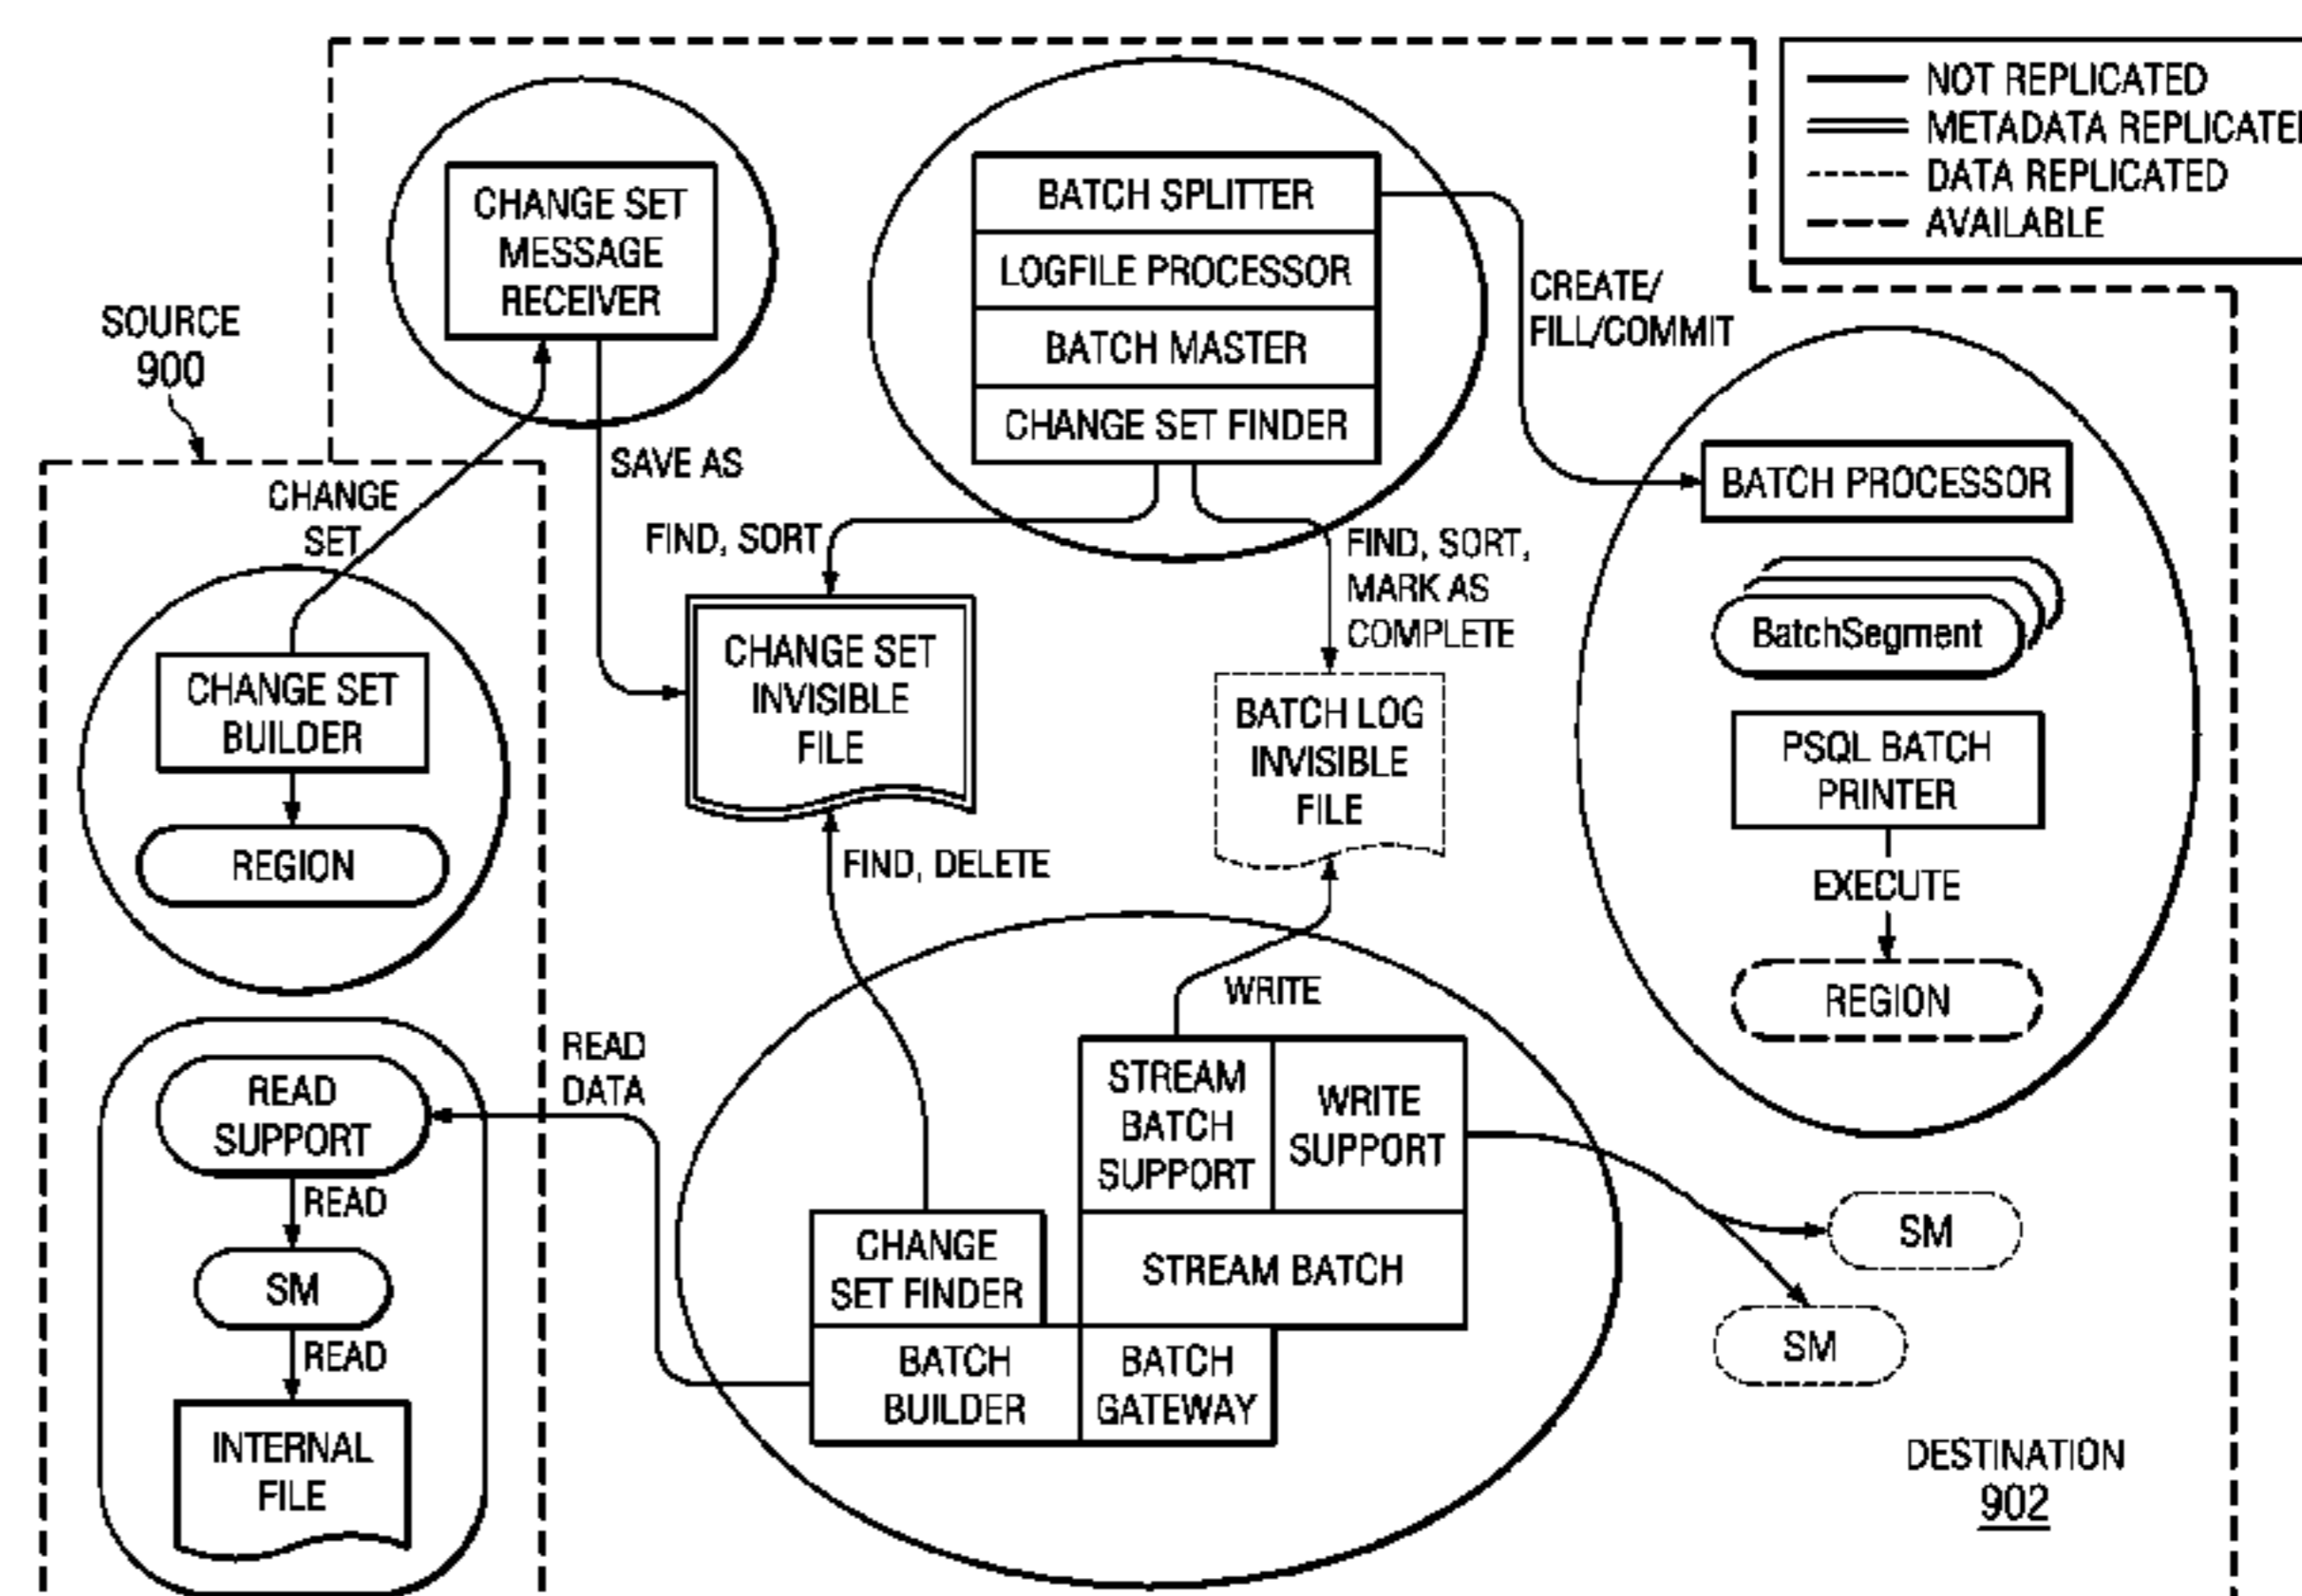 NOT REPLICATED
METADATA REPLICATED
DATA REPLICATED
AVAILABLE
SOURCE
900
CHANGE SET
MESSAGE
RECEIVER
SAVE AS
BATCH SPLITTER
LOGFILE PROCESSOR
BATCH MASTER
CHANGE SET FINDER
CREATE/
FILL/COMMIT
CHANGE
SET
CHANGE SET
BUILDER
REGION
FIND, SORT
CHANGE SET
INVISIBLE
FILE
FIND, DELETE
FIND, SORT,
MARK AS
COMPLETE
BATCH LOG
INVISIBLE
FILE
BATCH PROCESSOR
BatchSegment
PSQL BATCH
PRINTER
EXECUTE
REGION
READ
SUPPORT
READ
SM
READ
INTERNAL
FILE
READ
DATA
WRITE
STREAM
BATCH
SUPPORT
WRITE
SUPPORT
CHANGE
SET FINDER
STREAM BATCH
BATCH
BUILDER
BATCH
GATEWAY
SM
SM
DESTINATION
902